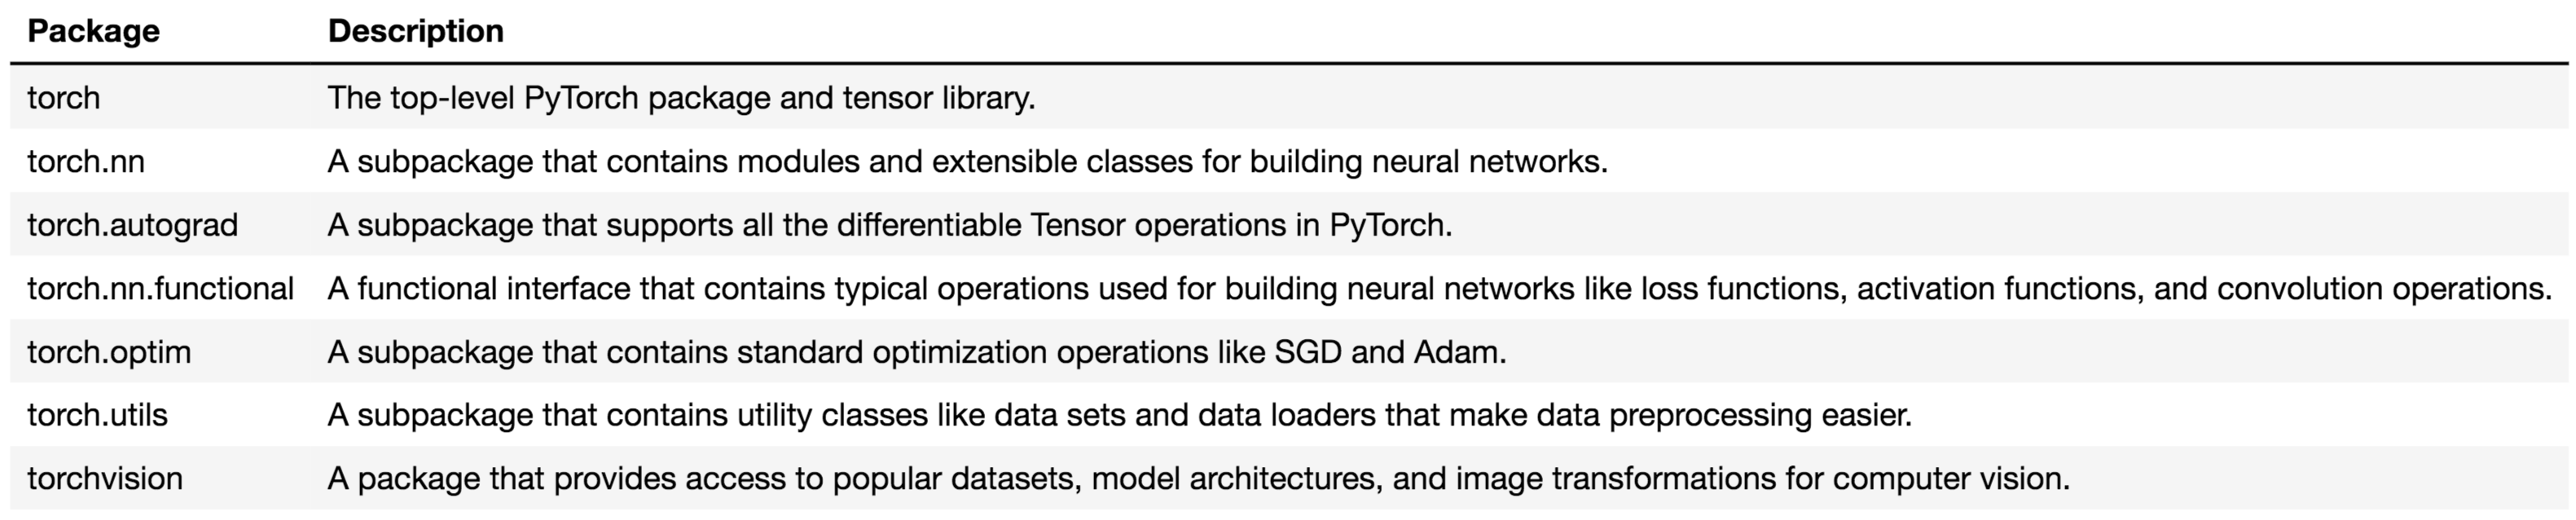 Package Description
torch The top-level PyTorch package and tensor library.
torch.nn A subpackage that contains modules and extensible classes for building neural networks.
torch.autograd A subpackage that supports all the differentiable Tensor operations in PyTorch.
torch.nn.functional A functional interface that contains typical operations used for building neural networks like loss functions, activation functions, and convolution operations.
torch.optim A subpackage that contains standard optimization operations like SGD and Adam.
torch.utils A subpackage that contains utility classes like data sets and data loaders that make data preprocessing easier.
torchvision A package that provides access to popular datasets, model architectures, and image transformations for computer vision.